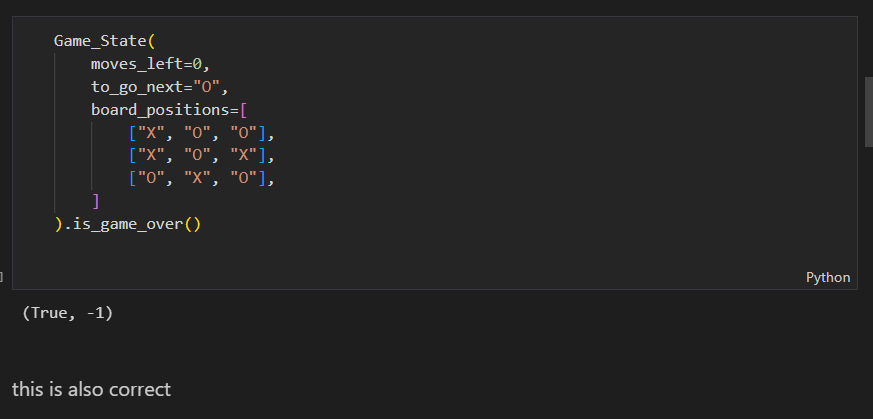 Game_State(
    moves_left=0,
    to_go_next="O",
    board_positions=[
        ["X", "O", "O"],
        ["X", "O", "X"],
        ["O", "X", "O"],
    ]
).is_game_over()
]
Python
(True, -1)
this is also correct